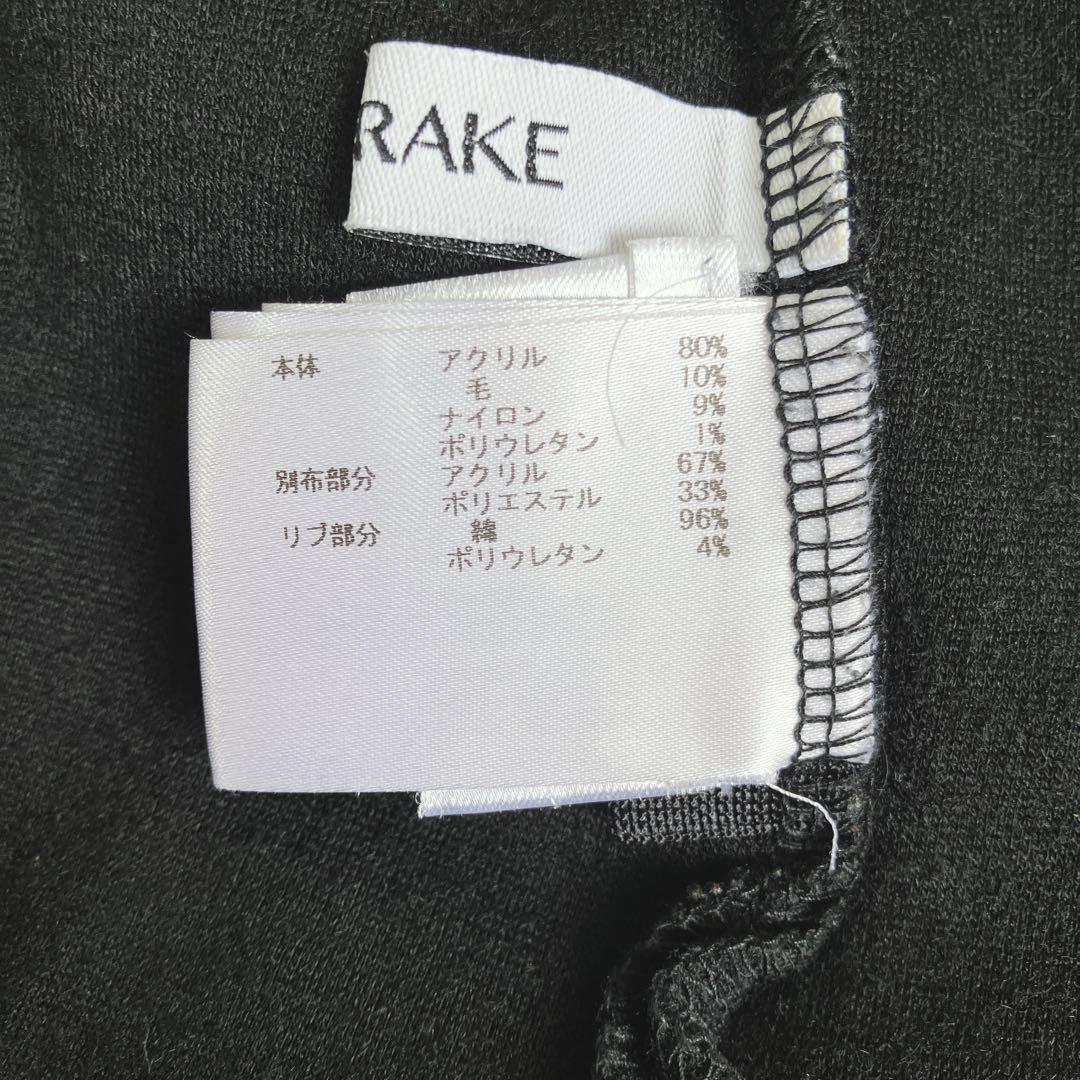 RAKE
本体 アクリル 80%
毛 10%
ナイロン 9%
ポリウレタン 1%
別布部分 アクリル 67%
ポリエステル 33%
リブ部分 綿 96%
ポリウレタン 4%